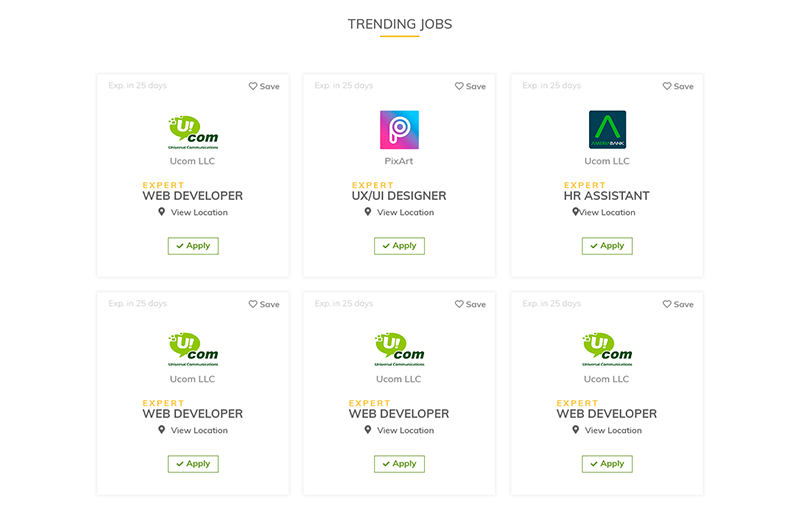 TRENDING JOBS
Exp. in 25 days
Save
U!
com
Universal Communications
Ucom LLC
EXPERT
WEB DEVELOPER
View Location
Apply
Exp. in 25 days
Save
PixArt
EXPERT
UX/UI DESIGNER
View Location
Apply
Exp. in 25 days
Save
AMERIABANK
Ucom LLC
EXPERT
HR ASSISTANT
View Location
Apply
Exp. in 25 days
Save
U!
com
Universal Communications
Ucom LLC
EXPERT
WEB DEVELOPER
View Location
Apply
Exp. in 25 days
Save
U!
com
Universal Communications
Ucom LLC
EXPERT
WEB DEVELOPER
View Location
Apply
Exp. in 25 days
Save
U!
com
Universal Communications
Ucom LLC
EXPERT
WEB DEVELOPER
View Location
Apply